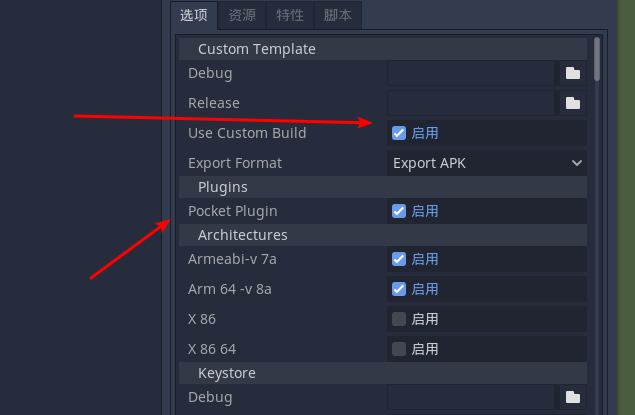 选项 资源 特性 脚本
Custom Template
Debug
Release
Use Custom Build 启用
Export Format Export APK
Plugins
Pocket Plugin 启用
Architectures
Armeabi-v 7a 启用
Arm 64 -v 8a 启用
X 86 启用
X 86 64 启用
Keystore
Debug